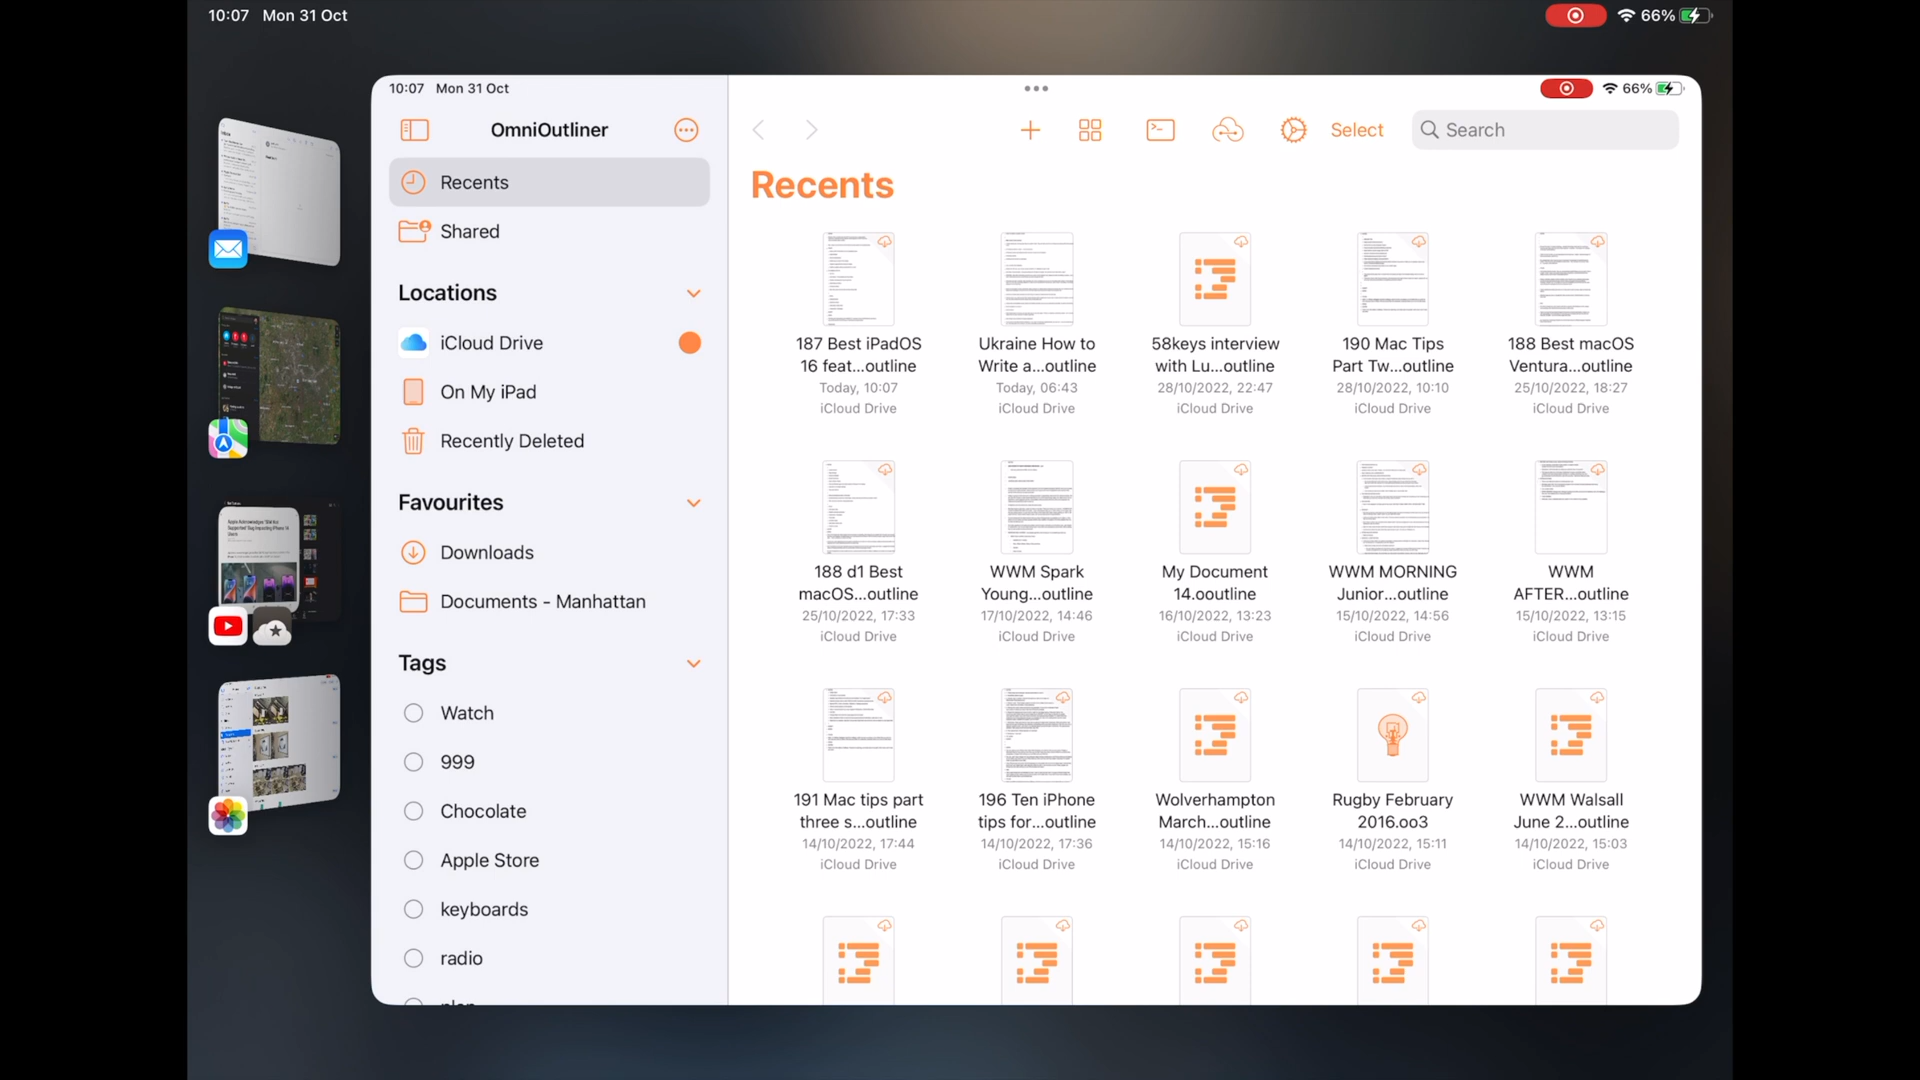 10:07 Mon 31 Oct
66%
10:07 Mon 31 Oct
66%
OmniOutliner
Select
Search
Recents
Shared
Locations
iCloud Drive
On My iPad
Recently Deleted
Favourites
Downloads
Documents - Manhattan
Tags
Watch
999
Chocolate
Apple Store
keyboards
radio
Recents
187 Best iPadOS
16 feat...outline
Today, 10:07
iCloud Drive
Ukraine How to
Write a...outline
Today, 06:43
iCloud Drive
58keys interview
with Lu...outline
28/10/2022, 22:47
iCloud Drive
190 Mac Tips
Part Tw...outline
28/10/2022, 10:10
iCloud Drive
188 Best macOS
Ventura...outline
25/10/2022, 18:27
iCloud Drive
188 d1 Best
macOS...outline
25/10/2022, 17:33
iCloud Drive
WWM Spark
Young...outline
17/10/2022, 14:46
iCloud Drive
My Document
14.ooutline
16/10/2022, 13:23
iCloud Drive
WWM MORNING
Junior...outline
15/10/2022, 14:56
iCloud Drive
WWM
AFTER...outline
15/10/2022, 13:15
iCloud Drive
191 Mac tips part
three s...outline
14/10/2022, 17:44
iCloud Drive
196 Ten iPhone
tips for...outline
14/10/2022, 17:36
iCloud Drive
Wolverhampton
March...outline
14/10/2022, 15:16
iCloud Drive
Rugby February
2016.oo3
14/10/2022, 15:11
iCloud Drive
WWM Walsall
June 2...outline
14/10/2022, 15:03
iCloud Drive